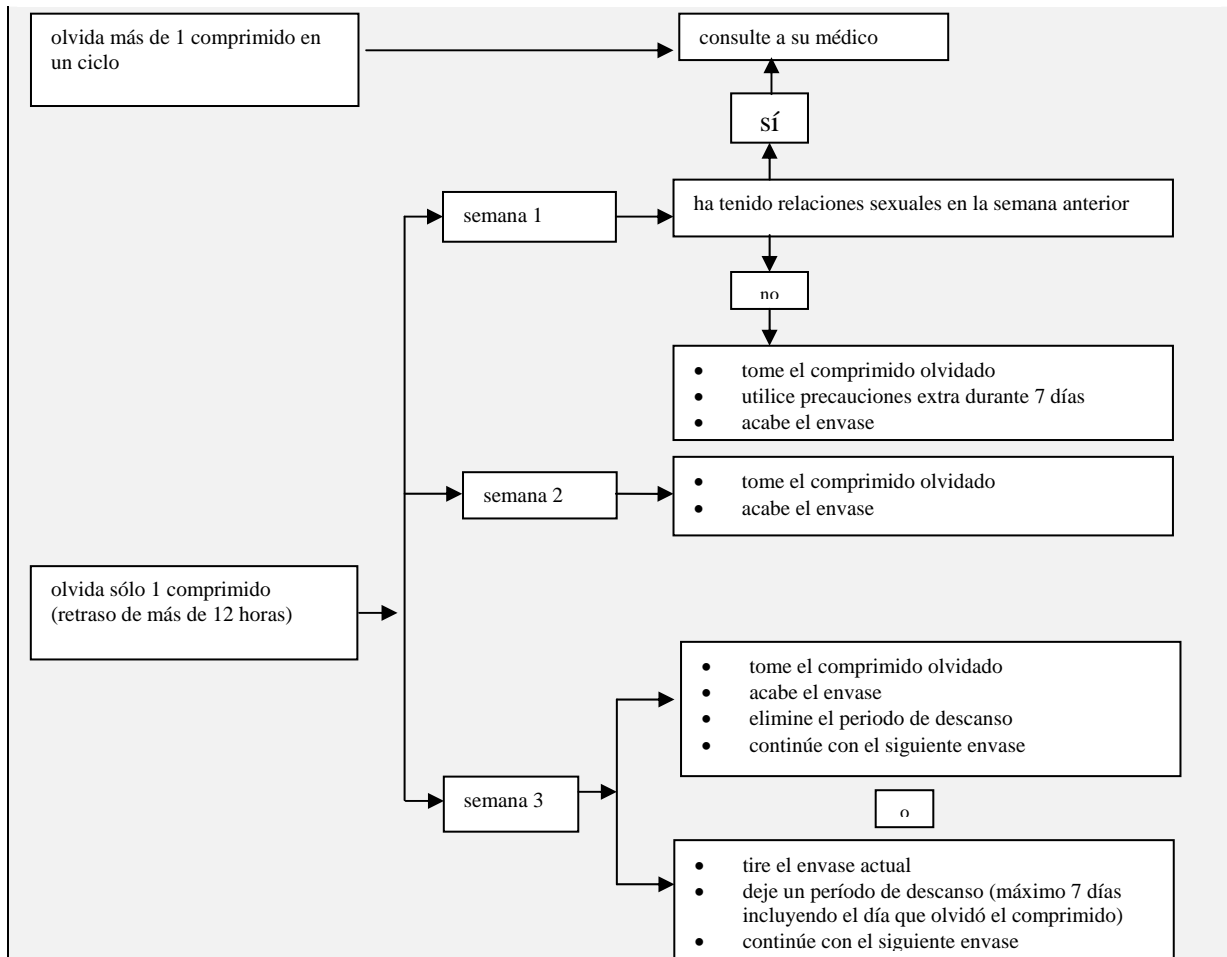 olvida más de 1 comprimido en
un ciclo
consulte a su médico
sí
semana 1
ha tenido relaciones sexuales en la semana anterior
no
• tome el comprimido olvidado
• utilice precauciones extra durante 7 días
• acabe el envase
semana 2
• tome el comprimido olvidado
• acabe el envase
olvida sólo 1 comprimido
(retraso de más de 12 horas)
• tome el comprimido olvidado
• acabe el envase
• elimine el periodo de descanso
• continúe con el siguiente envase
semana 3
o
• tire el envase actual
• deje un período de descanso (máximo 7 días
incluyendo el día que olvidó el comprimido)
• continúe con el siguiente envase